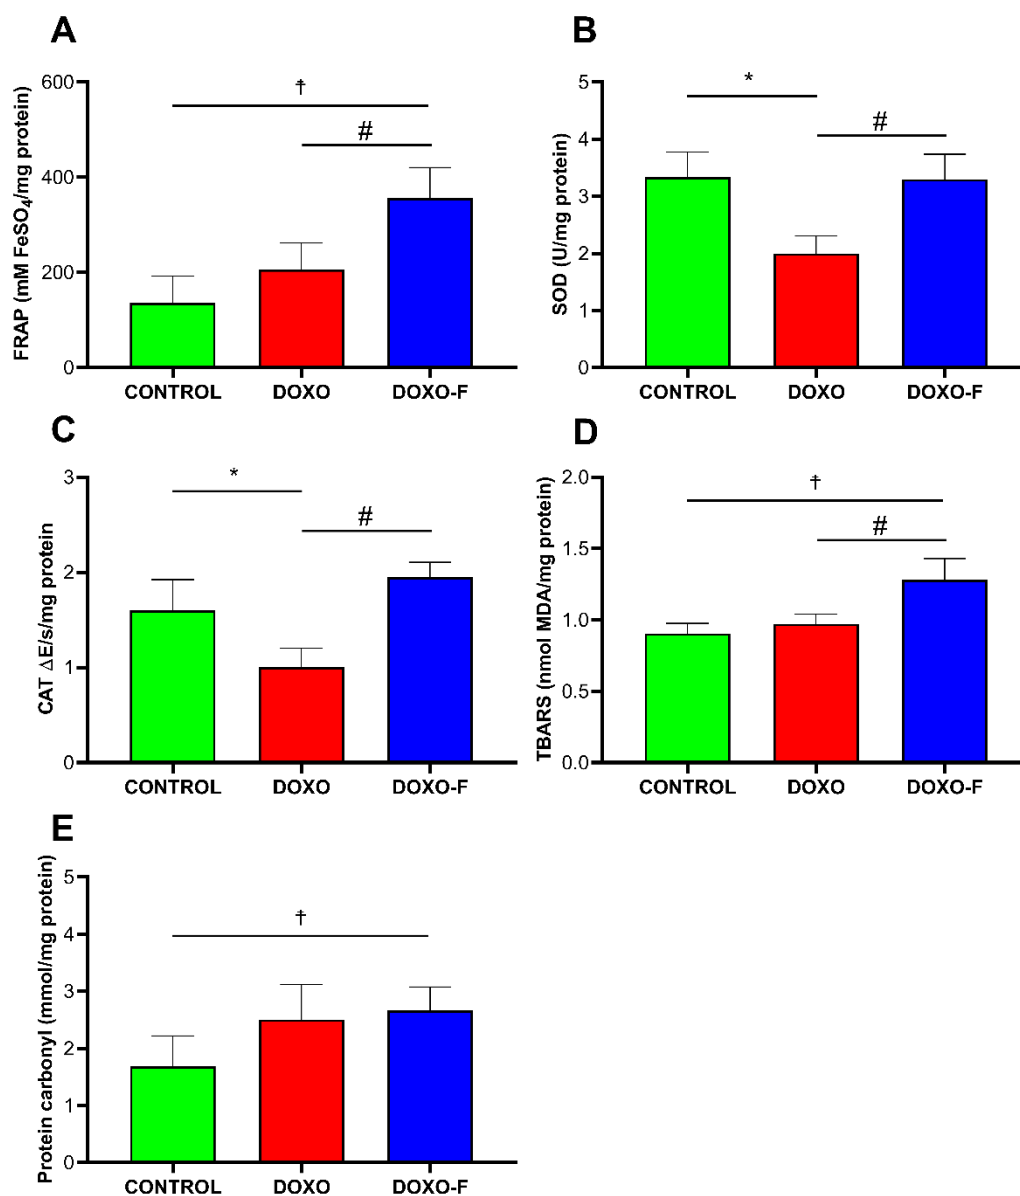 A
FRAP (mM FeSO4/mg protein)
600
400
200
0
☨
#
CONTROL DOXO DOXO-F
B
SOD (U/mg protein)
5
4
3
2
1
0
*
#
CONTROL DOXO DOXO-F
C
CAT ΔE/s/mg protein
3
2
1
0
*
#
CONTROL DOXO DOXO-F
D
TBARS (nmol MDA/mg protein)
2.0
1.5
1.0
0.5
0.0
†
#
CONTROL DOXO DOXO-F
E
Protein carbonyl (mmol/mg protein)
5
4
3
2
1
0
☨
CONTROL DOXO DOXO-F